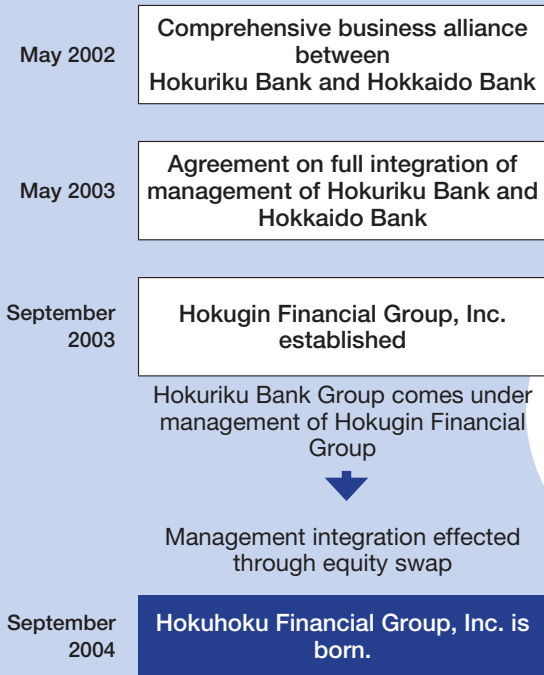 May 2002
Comprehensive business alliance
between
Hokuriku Bank and Hokkaido Bank
May 2003
Agreement on full integration of
management of Hokuriku Bank and
Hokkaido Bank
September
2003
Hokugin Financial Group, Inc.
established
Hokuriku Bank Group comes under
management of Hokugin Financial
Group
Management integration effected
through equity swap
September
2004
Hokuhoku Financial Group, Inc. is
born.